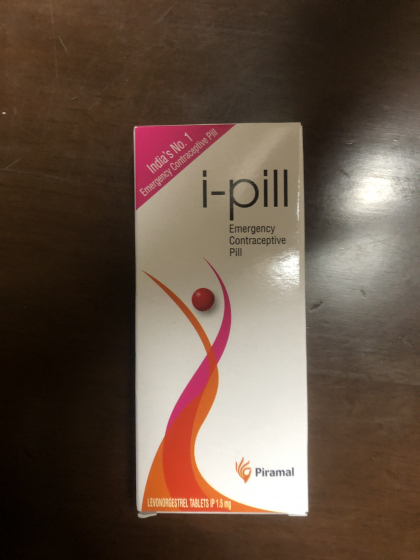 India's No. 1
Emergency Contraceptive Pill
i-pill
Emergency
Contraceptive
Pill
Piramal
LEVONORGESTREL TABLETS IP 1.5 mg